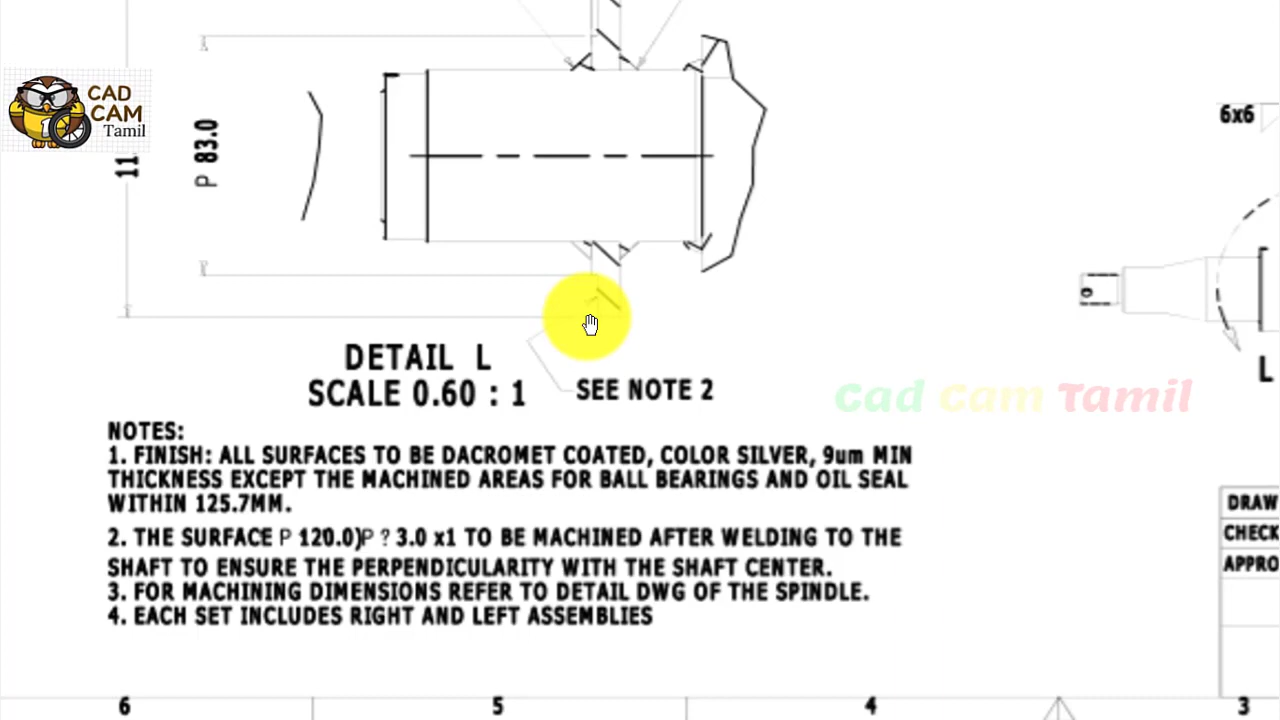 CAD
CAM
Tamil
11
P 83.0
6x6
L
DETAIL L
SCALE 0.60 : 1
SEE NOTE 2
Cad Cam Tamil
NOTES:
1. FINISH: ALL SURFACES TO BE DACROMET COATED, COLOR SILVER, 9um MIN
THICKNESS EXCEPT THE MACHINED AREAS FOR BALL BEARINGS AND OIL SEAL
WITHIN 125.7MM.
2. THE SURFACE P 120.0)P ? 3.0 x1 TO BE MACHINED AFTER WELDING TO THE
SHAFT TO ENSURE THE PERPENDICULARITY WITH THE SHAFT CENTER.
3. FOR MACHINING DIMENSIONS REFER TO DETAIL DWG OF THE SPINDLE.
4. EACH SET INCLUDES RIGHT AND LEFT ASSEMBLIES
DRAW
CHECK
APPRO
6 5 4 3